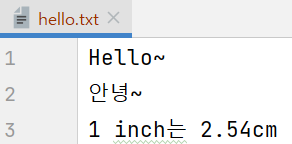 hello.txt
1 Hello~
2 안녕~
3 1 inch는 2.54cm